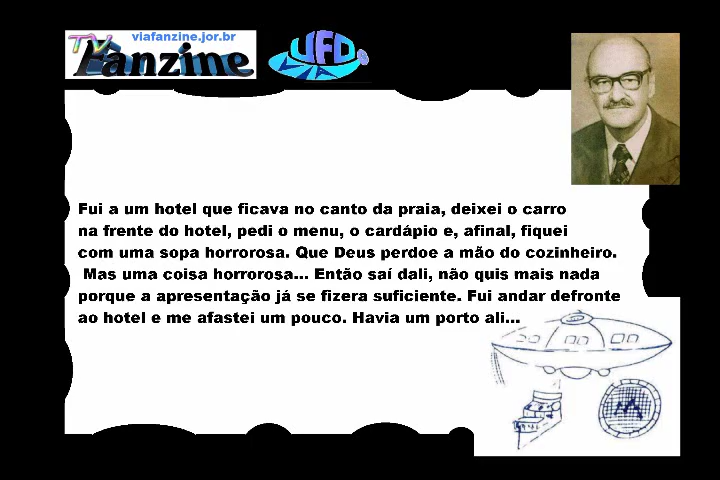 viafanzine.jor.br
TV Fanzine
UFO
VIA
Fui a um hotel que ficava no canto da praia, deixei o carro
na frente do hotel, pedi o menu, o cardápio e, afinal, fiquei
com uma sopa horrorosa. Que Deus perdoe a mão do cozinheiro.
Mas uma coisa horrorosa... Então saí dali, não quis mais nada
porque a apresentação já se fizera suficiente. Fui andar defronte
ao hotel e me afastei um pouco. Havia um porto ali...